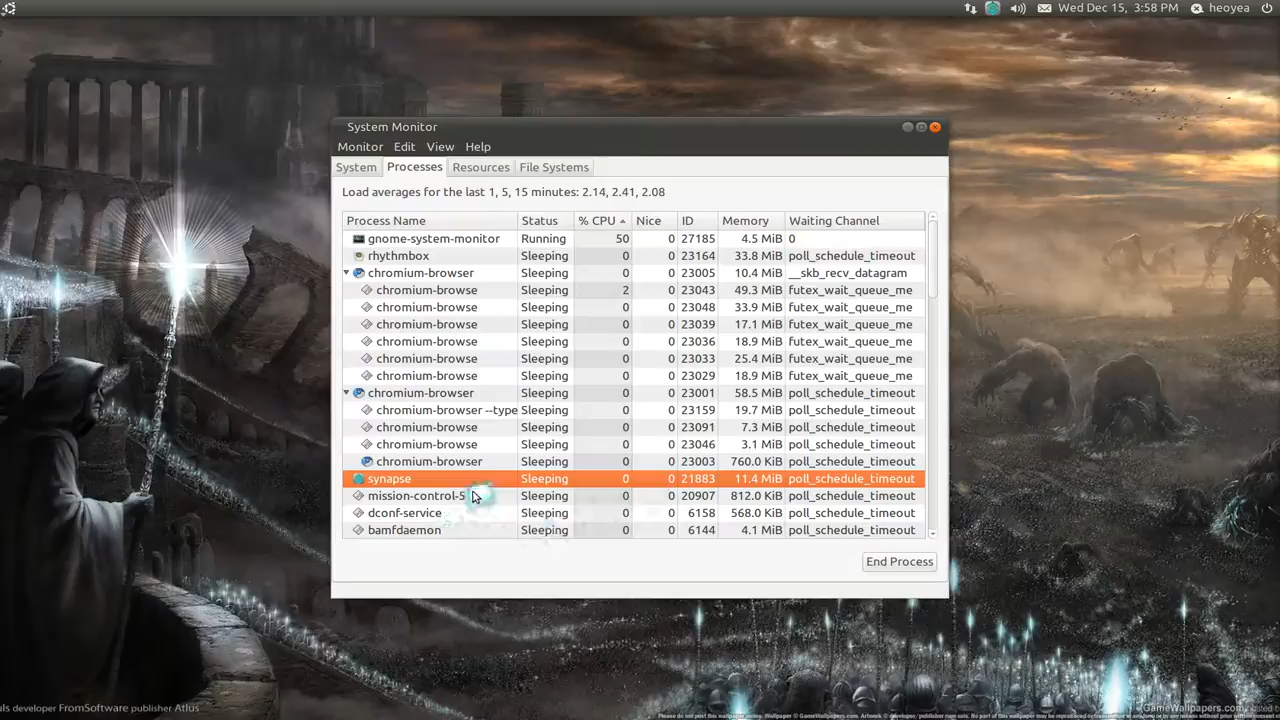 Wed Dec 15, 3:58 PM heoyea
System Monitor
Monitor Edit View Help
System Processes Resources File Systems
Load averages for the last 1, 5, 15 minutes: 2.14, 2.41, 2.08
Process Name Status % CPU Nice ID Memory Waiting Channel
gnome-system-monitor Running 50 0 27185 4.5 MiB 0
rhythmbox Sleeping 0 0 23164 33.8 MiB poll_schedule_timeout
chromium-browser Sleeping 0 0 23005 10.4 MiB __skb_recv_datagram
chromium-browse Sleeping 2 0 23043 49.3 MiB futex_wait_queue_me
chromium-browse Sleeping 0 0 23048 33.9 MiB futex_wait_queue_me
chromium-browse Sleeping 0 0 23039 17.1 MiB futex_wait_queue_me
chromium-browse Sleeping 0 0 23036 18.9 MiB futex_wait_queue_me
chromium-browse Sleeping 0 0 23033 25.4 MiB futex_wait_queue_me
chromium-browse Sleeping 0 0 23029 18.9 MiB futex_wait_queue_me
chromium-browser Sleeping 0 0 23001 58.5 MiB poll_schedule_timeout
chromium-browser --type Sleeping 0 0 23159 19.7 MiB poll_schedule_timeout
chromium-browse Sleeping 0 0 23091 7.3 MiB poll_schedule_timeout
chromium-browse Sleeping 0 0 23046 3.1 MiB poll_schedule_timeout
chromium-browser Sleeping 0 0 23003 760.0 KiB poll_schedule_timeout
synapse Sleeping 0 0 21883 11.4 MiB poll_schedule_timeout
mission-control-5 Sleeping 0 0 20907 812.0 KiB poll_schedule_timeout
dconf-service Sleeping 0 0 6158 568.0 KiB poll_schedule_timeout
bamfdaemon Sleeping 0 0 6144 4.1 MiB poll_schedule_timeout
End Process
uls developer FromSoftware publisher Atlus
GameWallpapers.com